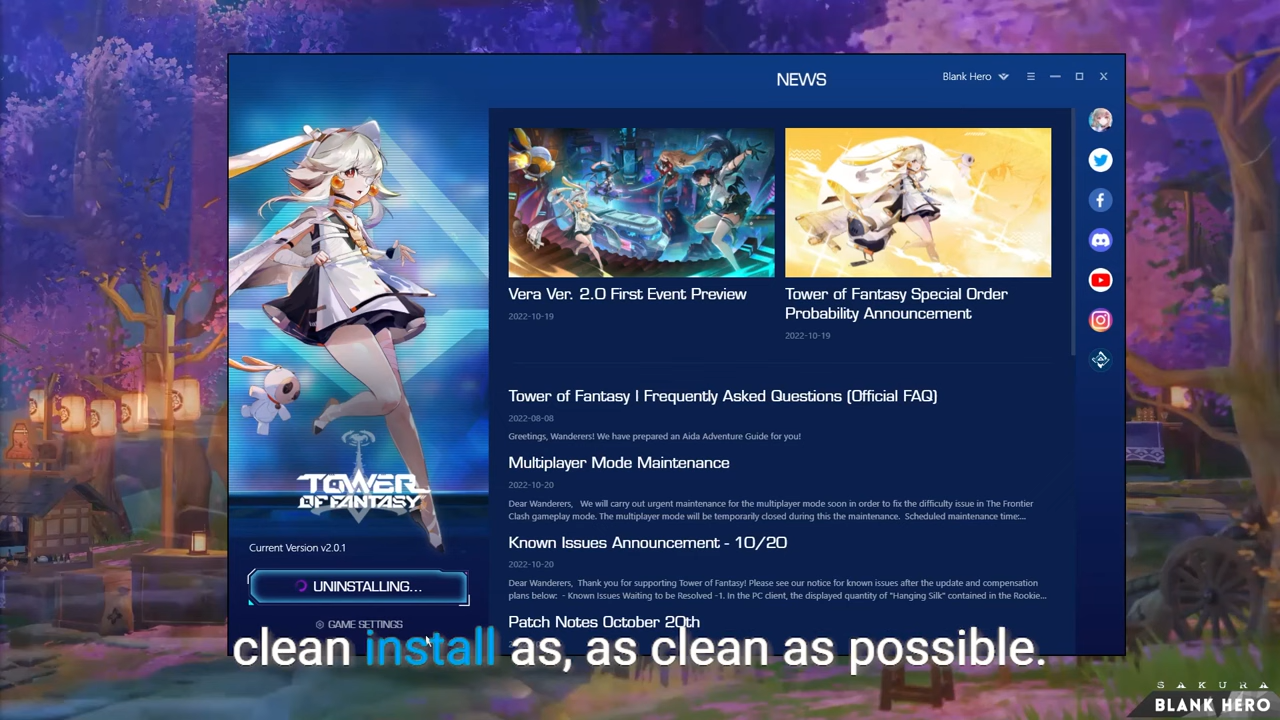 NEWS
Blank Hero
Vera Ver. 2.0 First Event Preview
2022-10-19
Tower of Fantasy Special Order
Probability Announcement
2022-10-19
Tower of Fantasy | Frequently Asked Questions (Official FAQ)
2022-08-08
Greetings, Wanderers! We have prepared an Aida Adventure Guide for you!
Multiplayer Mode Maintenance
2022-10-20
Dear Wanderers, We will carry out urgent maintenance for the multiplayer mode soon in order to fix the difficulty issue in The Frontier
Clash gameplay mode. The multiplayer mode will be temporarily closed during this the maintenance. Scheduled maintenance time:...
Known Issues Announcement - 10/20
2022-10-20
Dear Wanderers, Thank you for supporting Tower of Fantasy! Please see our notice for known issues after the update and compensation
plans below: - Known Issues Waiting to be Resolved -1. In the PC client, the displayed quantity of "Hanging Silk" contained in the Rookie...
Patch Notes October 20th
TOWER
OF FANTASY
Current Version v2.0.1
UNINSTALLING...
GAME SETTINGS
clean install as, as clean as possible.
SAKURA
BLANK HERO